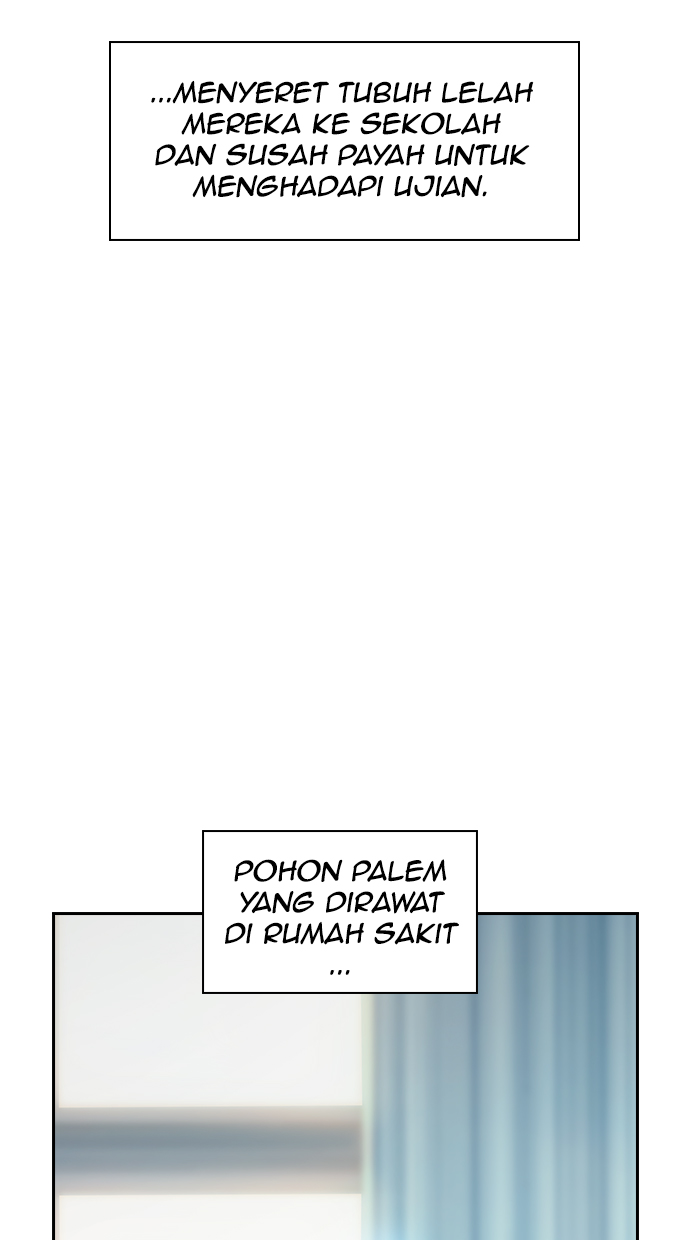 ...MENYERET TUBUH LELAH
MEREKA KE SEKOLAH
DAN SUSAH PAYAH UNTUK
MENGHADAPI UJIAN.
POHON PALEM
YANG DIRAWAT
DI RUMAH SAKIT
...